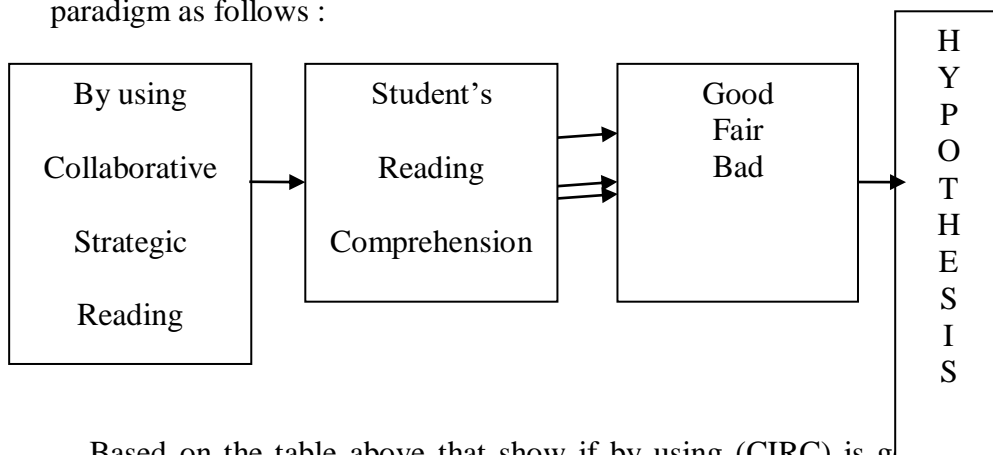 paradigm as follows :
By using
Collaborative
Strategic
Reading
Student's
Reading
Comprehension
Good
Fair
Bad
H
Y
P
O
T
H
E
S
I
S
Based on the table above that show if by using (CIRC) is